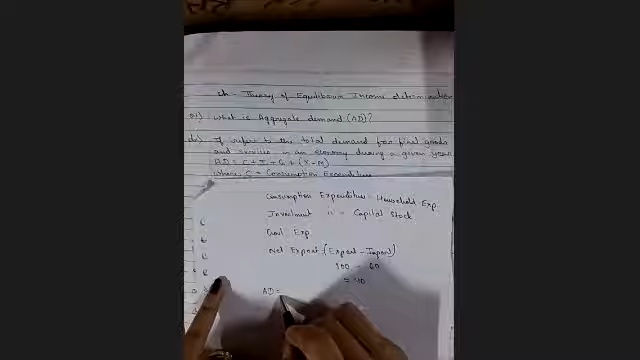 ch - Theory of Equilibrium Income determination
Q1) What is Aggregate demand (AD)?
It refer to the total demand for final goods
and services in an economy during a given year
AD = C + I + G + (X - M)
where, C = Consumption Expenditure
Consumption Expenditure - Household Exp.
Investment " = Capital Stock
Govt Exp
Net Export : (Export - Import)
100 - 60
= 40
AD =